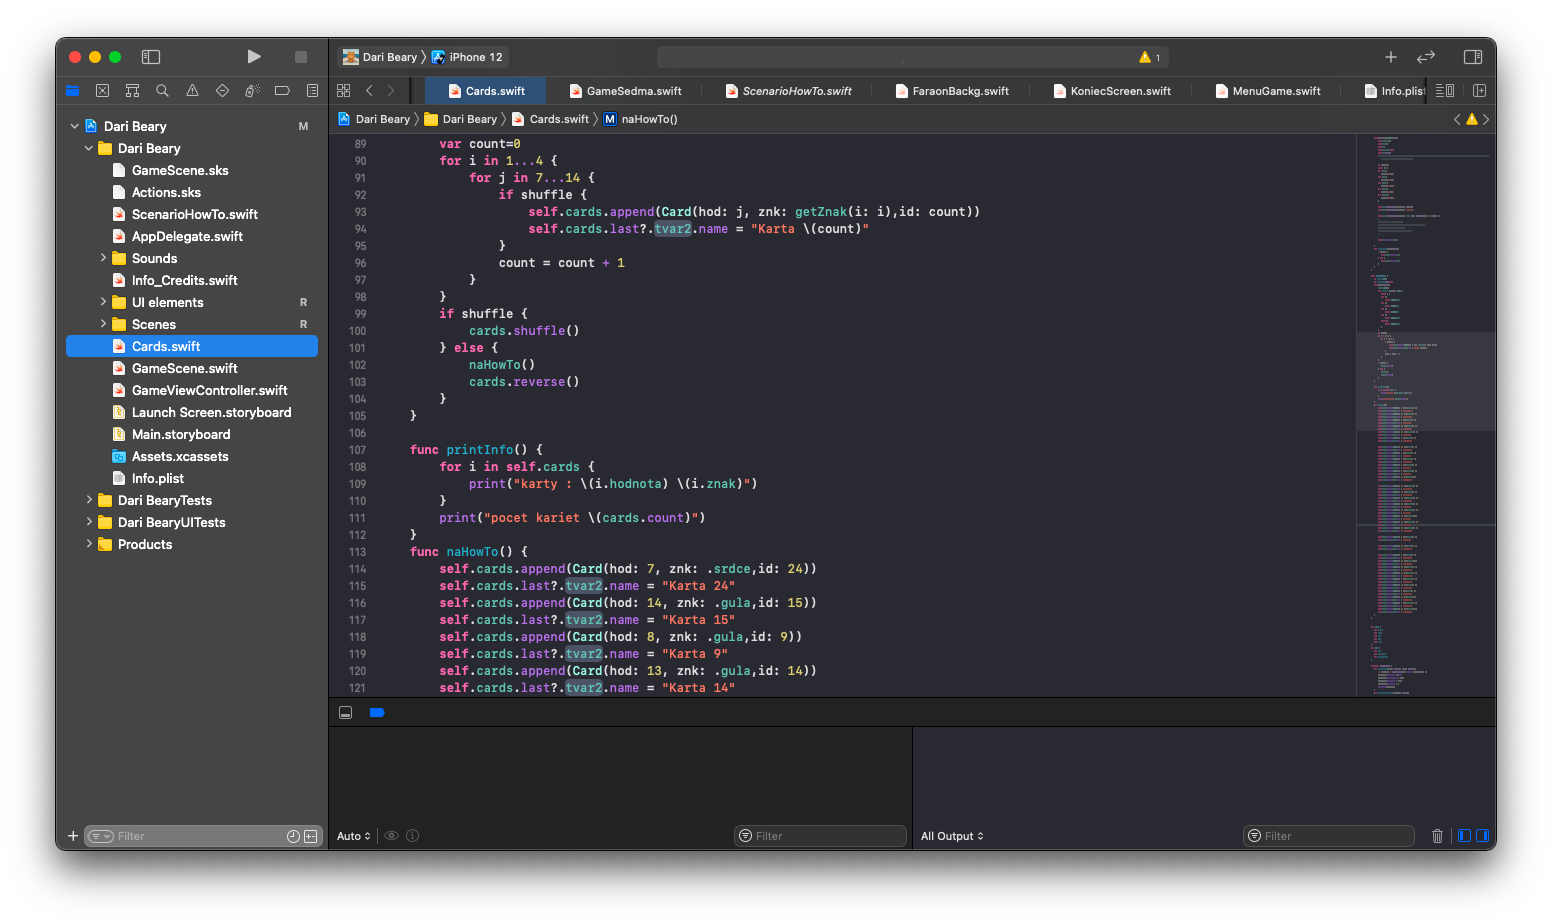 Dari Beary
iPhone 12
1
Cards.swift
GameSedma.swift
ScenarioHowTo.swift
FaraonBackg.swift
KoniecScreen.swift
MenuGame.swift
Info.plist
Dari Beary
Dari Beary
Cards.swift
M
naHowTo()
Dari Beary
M
Dari Beary
GameScene.sks
Actions.sks
ScenarioHowTo.swift
AppDelegate.swift
Sounds
Info_Credits.swift
UI elements
R
Scenes
R
Cards.swift
GameScene.swift
GameViewController.swift
Launch Screen.storyboard
Main.storyboard
Assets.xcassets
Info.plist
Dari BearyTests
Dari BearyUITests
Products
Filter
89 var count=0
90 for i in 1...4 {
91 for j in 7...14 {
92 if shuffle {
93 self.cards.append(Card(hod: j, znk: getZnak(i: i),id: count))
94 self.cards.last?.tvar2.name = "Karta \(count)"
95 }
96 count = count + 1
97 }
98 }
99 if shuffle {
100 cards.shuffle()
101 } else {
102 naHowTo()
103 cards.reverse()
104 }
105 }
106
107 func printInfo() {
108 for i in self.cards {
109 print("karty : \(i.hodnota) \(i.znak)")
110 }
111 print("pocet kariet \(cards.count)")
112 }
113 func naHowTo() {
114 self.cards.append(Card(hod: 7, znk: .srdce,id: 24))
115 self.cards.last?.tvar2.name = "Karta 24"
116 self.cards.append(Card(hod: 14, znk: .gula,id: 15))
117 self.cards.last?.tvar2.name = "Karta 15"
118 self.cards.append(Card(hod: 8, znk: .gula,id: 9))
119 self.cards.last?.tvar2.name = "Karta 9"
120 self.cards.append(Card(hod: 13, znk: .gula,id: 14))
121 self.cards.last?.tvar2.name = "Karta 14"
Auto
Filter
All Output
Filter